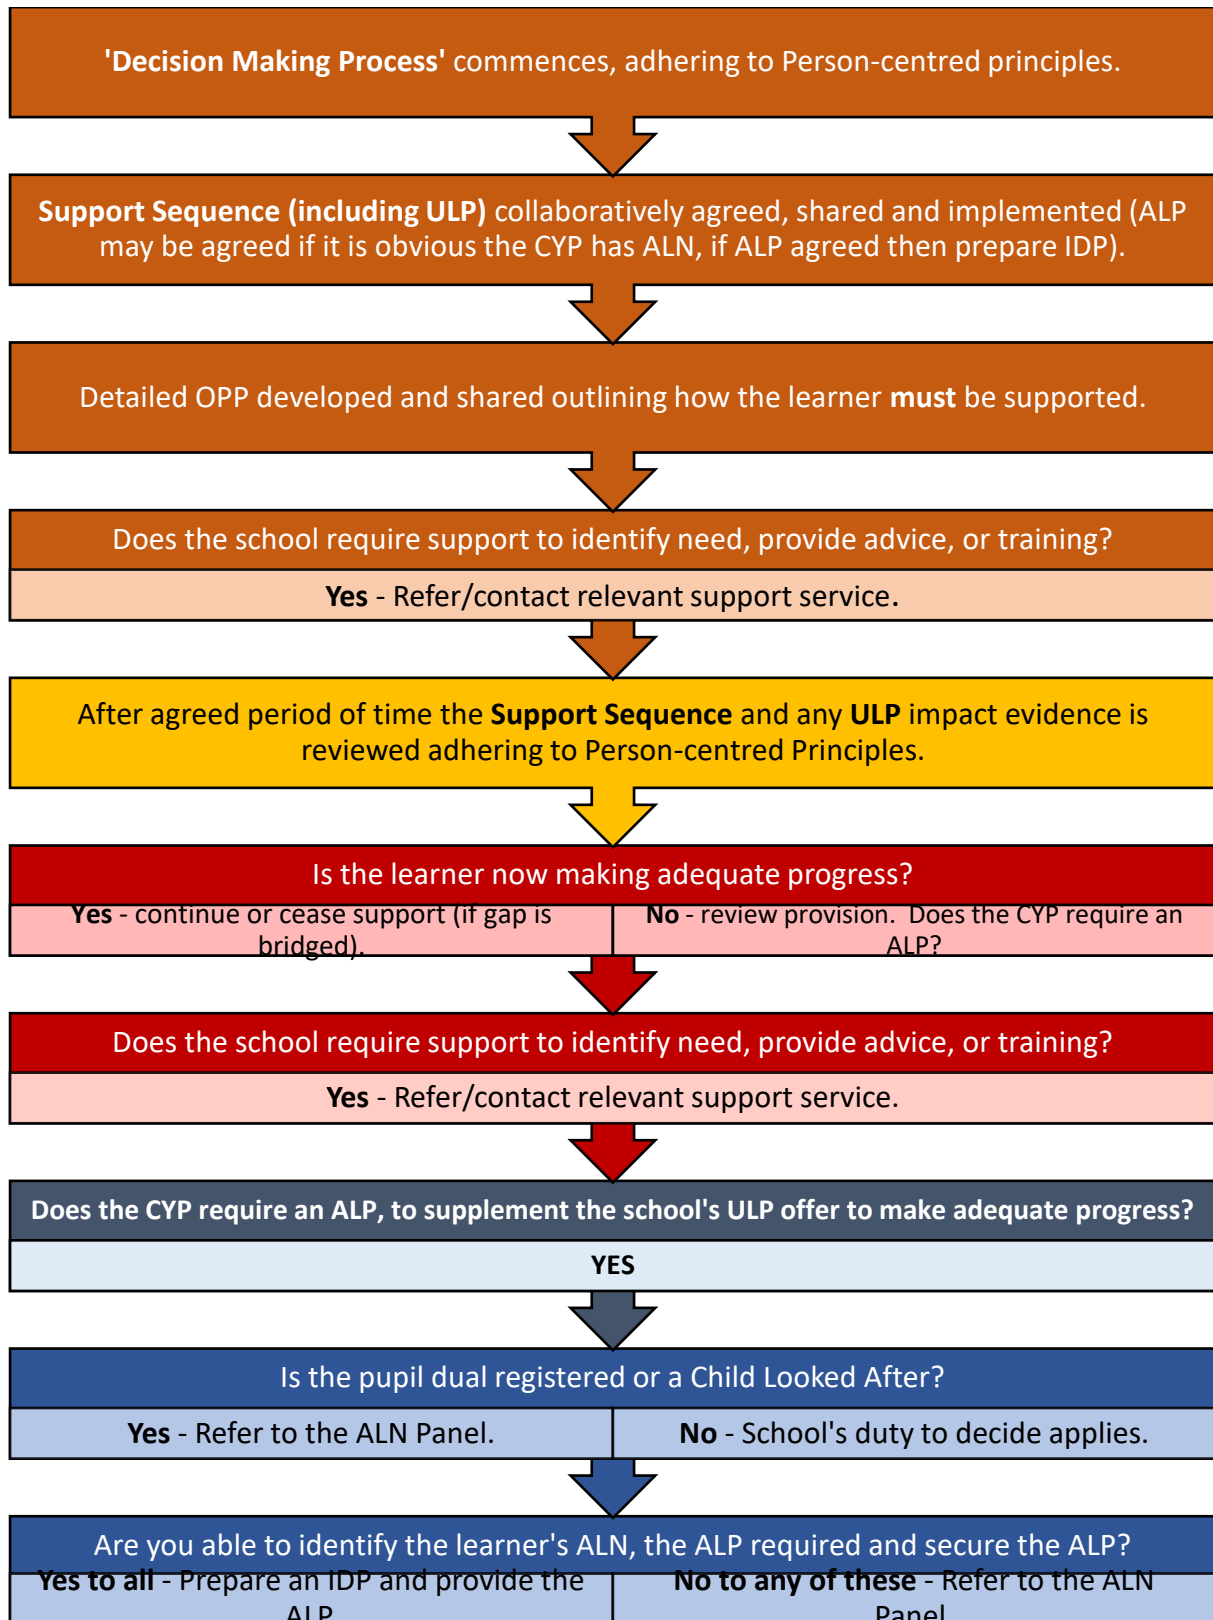 'Decision Making Process' commences, adhering to Person-centred principles.
Support Sequence (including ULP) collaboratively agreed, shared and implemented (ALP
may be agreed if it is obvious the CYP has ALN, if ALP agreed then prepare IDP).
Detailed OPP developed and shared outlining how the learner must be supported.
Does the school require support to identify need, provide advice, or training?
Yes - Refer/contact relevant support service.
After agreed period of time the Support Sequence and any ULP impact evidence is
reviewed adhering to Person-centred Principles.
Is the learner now making adequate progress?
Yes - continue or cease support (if gap is
bridged).
No - review provision. Does the CYP require an
ALP?
Does the school require support to identify need, provide advice, or training?
Yes - Refer/contact relevant support service.
Does the CYP require an ALP, to supplement the school's ULP offer to make adequate progress?
YES
Is the pupil dual registered or a Child Looked After?
Yes - Refer to the ALN Panel.
No - School's duty to decide applies.
Are you able to identify the learner's ALN, the ALP required and secure the ALP?
Yes to all - Prepare an IDP and provide the
ALP
No to any of these - Refer to the ALN
Panel